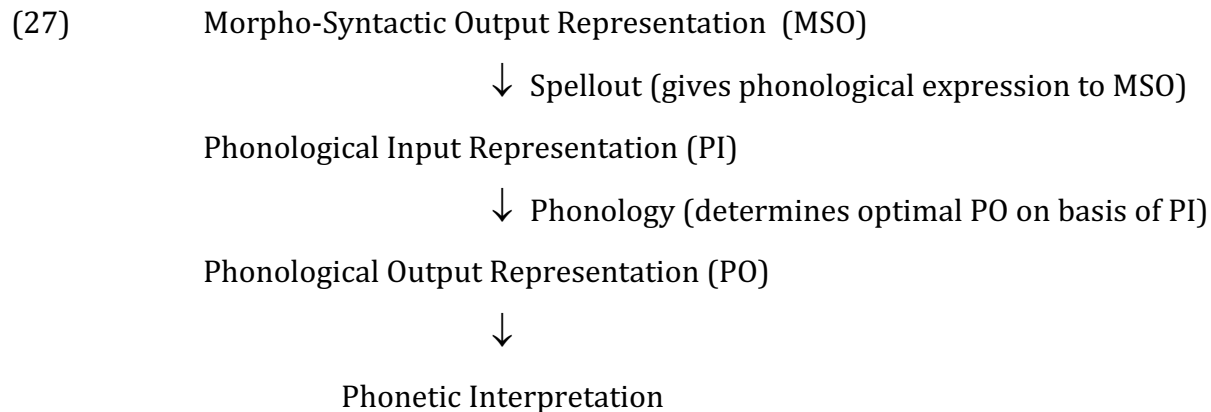 (27) Morpho-Syntactic Output Representation (MSO)
↓ Spellout (gives phonological expression to MSO)
Phonological Input Representation (PI)
↓ Phonology (determines optimal PO on basis of PI)
Phonological Output Representation (PO)
↓
Phonetic Interpretation